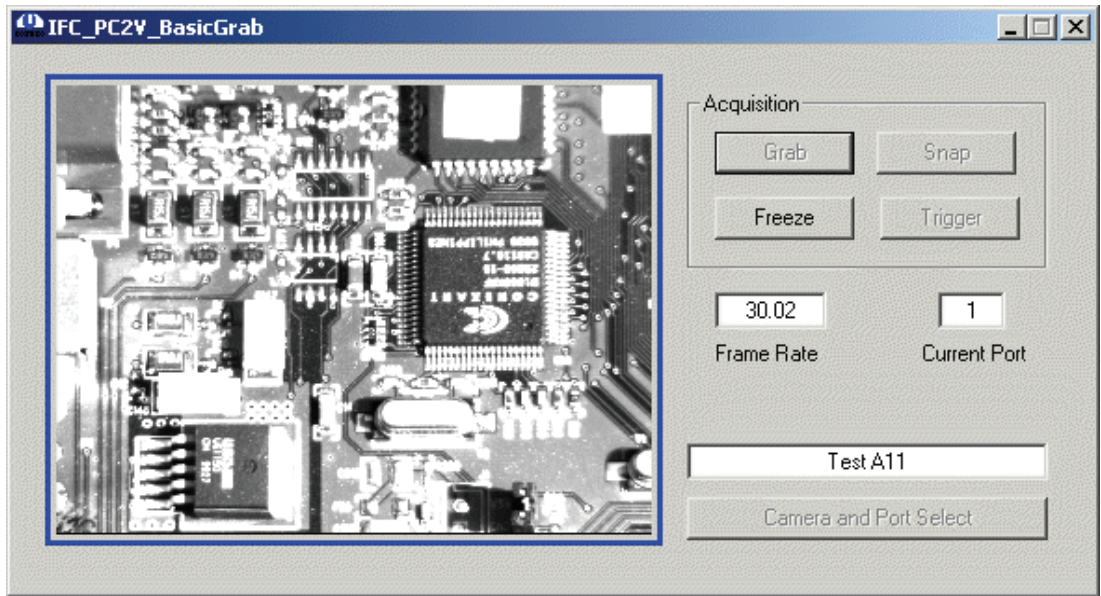 IFC_PC2V_BasicGrab
Acquisition
Grab
Snap
Freeze
Trigger
30.02
1
Frame Rate
Current Port
Test A11
Camera and Port Select
CONEXANT